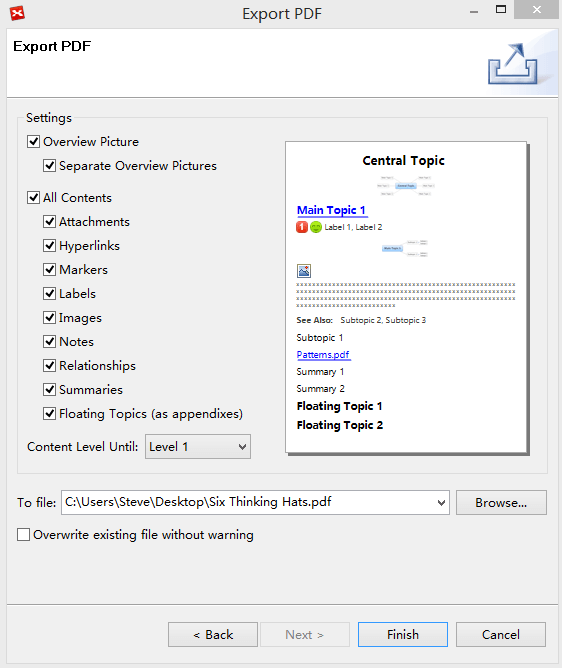 Export PDF
Export PDF
Settings
Overview Picture
Separate Overview Pictures
All Contents
Attachments
Hyperlinks
Markers
Labels
Images
Notes
Relationships
Summaries
Floating Topics (as appendixes)
Content Level Until: Level 1
Central Topic
Main Topic 1
1 Label 1, Label 2
See Also: Subtopic 2, Subtopic 3
Subtopic 1
Patterns.pdf
Summary 1
Summary 2
Floating Topic 1
Floating Topic 2
To file: C:\Users\Steve\Desktop\Six Thinking Hats.pdf Browse...
Overwrite existing file without warning
< Back Next > Finish Cancel